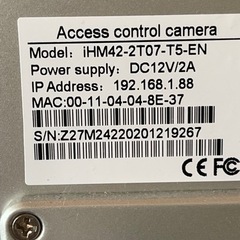 Access control camera
Model: iHM42-2T07-T5-EN
Power supply: DC12V/2A
IP Address: 192.168.1.88
MAC:00-11-04-04-8E-37
S/N:Z27M24220201219267
CE FC